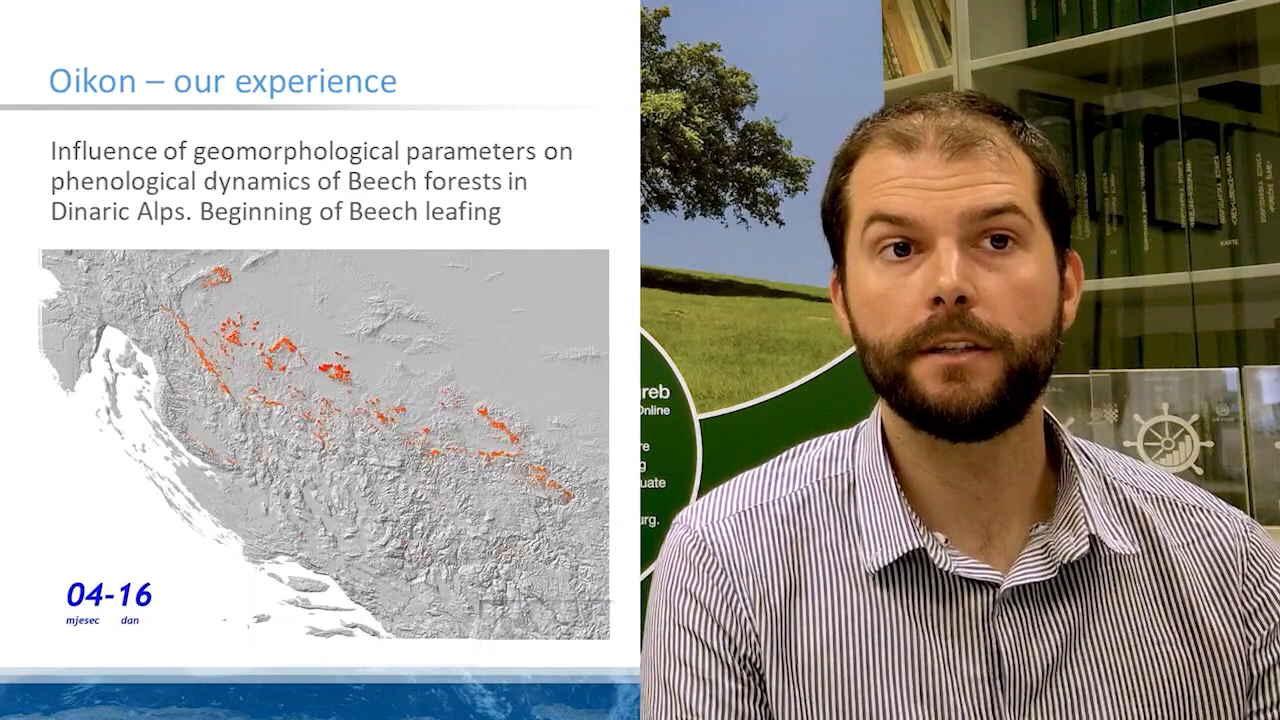 Oikon – our experience
Influence of geomorphological parameters on
phenological dynamics of Beech forests in
Dinaric Alps. Beginning of Beech leafing
04-16
mjesec dan
reb
Online
re
g
uate
urg.
KARTE